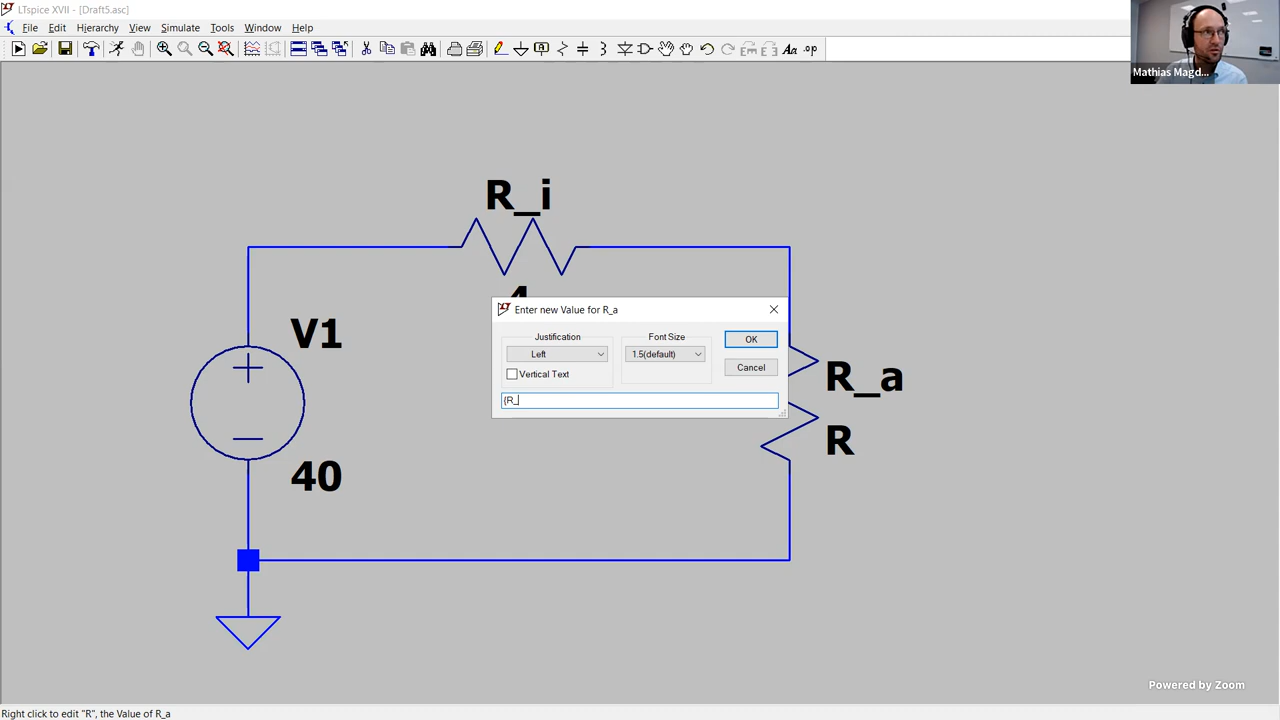 LTspice XVII - [Draft5.asc]
File Edit Hierarchy View Simulate Tools Window Help
Mathias Magd...
R_i
4
Enter new Value for R_a
Justification
Font Size
OK
Left
1.5(default)
Cancel
Vertical Text
{R_
V1
40
R_a
R
Powered by Zoom
Right click to edit "R", the Value of R_a